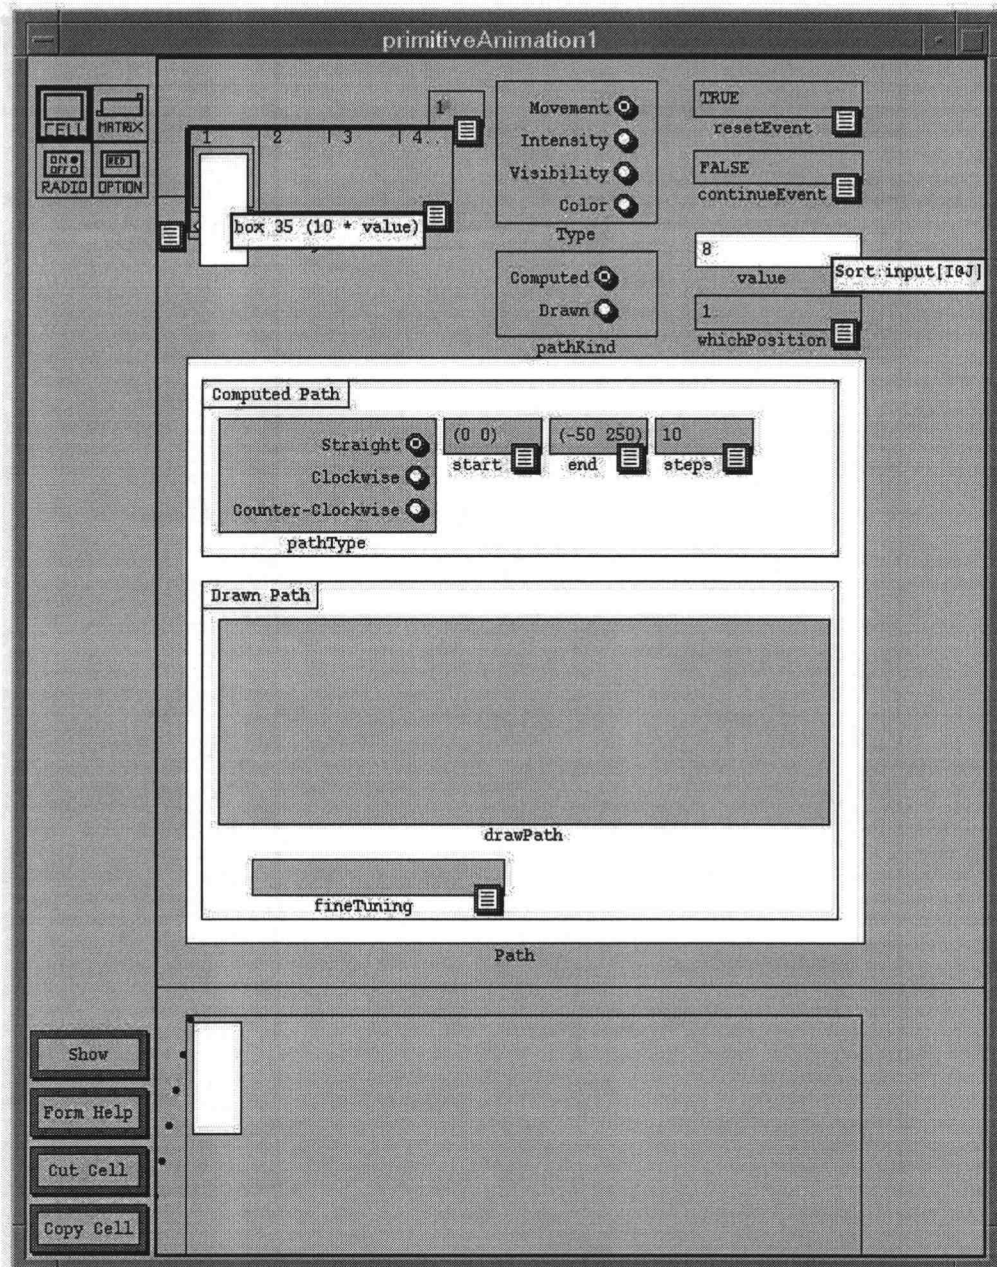 primitiveAnimation1
CELL
MATRIX
ON
OFF
RED
RADIO
OPTION
1
1 2 3 4..
box 35 (10 * value)
Movement
Intensity
Visibility
Color
Type
Computed
Drawn
pathKind
TRUE
resetEvent
FALSE
continueEvent
8
value
Sort:input[I@J]
1
whichPosition
Computed Path
Straight
Clockwise
Counter-Clockwise
pathType
(0 0)
start
(-50 250)
end
10
steps
Drawn Path
drawPath
fineTuning
Path
Show
Form Help
Cut Cell
Copy Cell